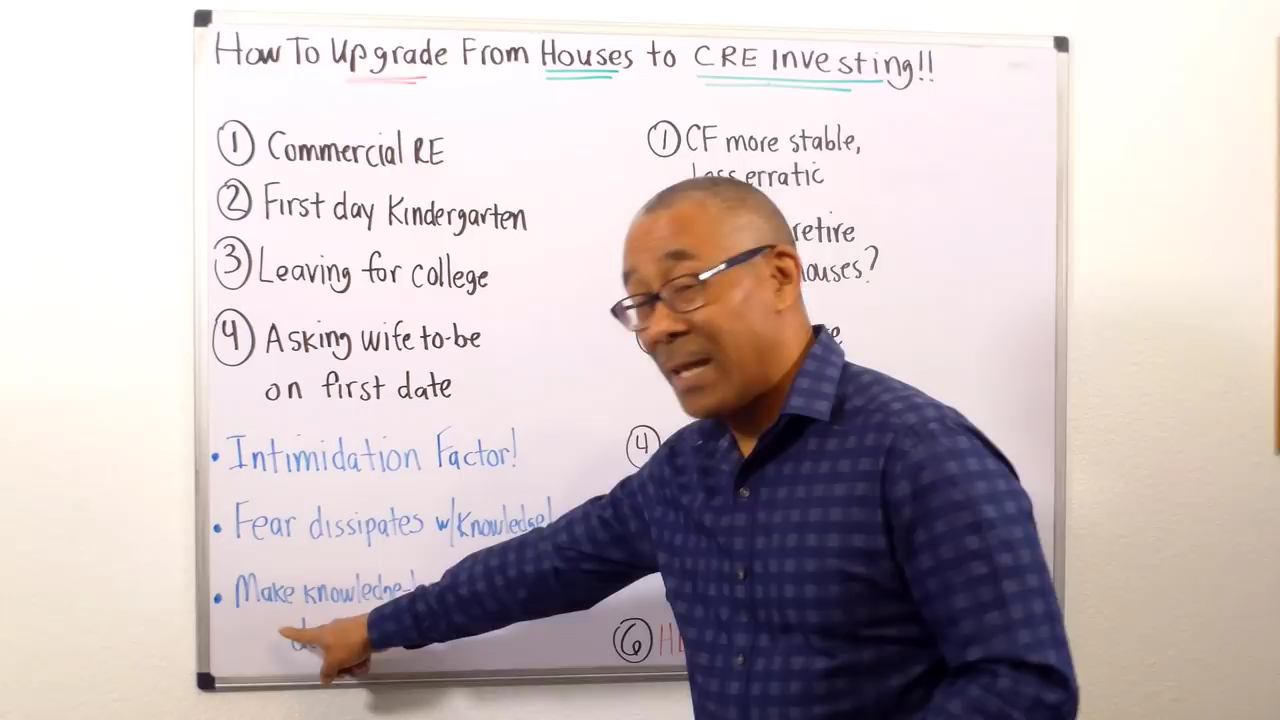 How To Upgrade From Houses to CRE Investing!!
① Commercial RE
② First day Kindergarten
③ Leaving for college
④ Asking wife to-be
on first date
• Intimidation Factor!
• Fear dissipates w/Knowledge!
• Make knowledge-
① CF more stable,
Less erratic
retire
houses?
④
⑥